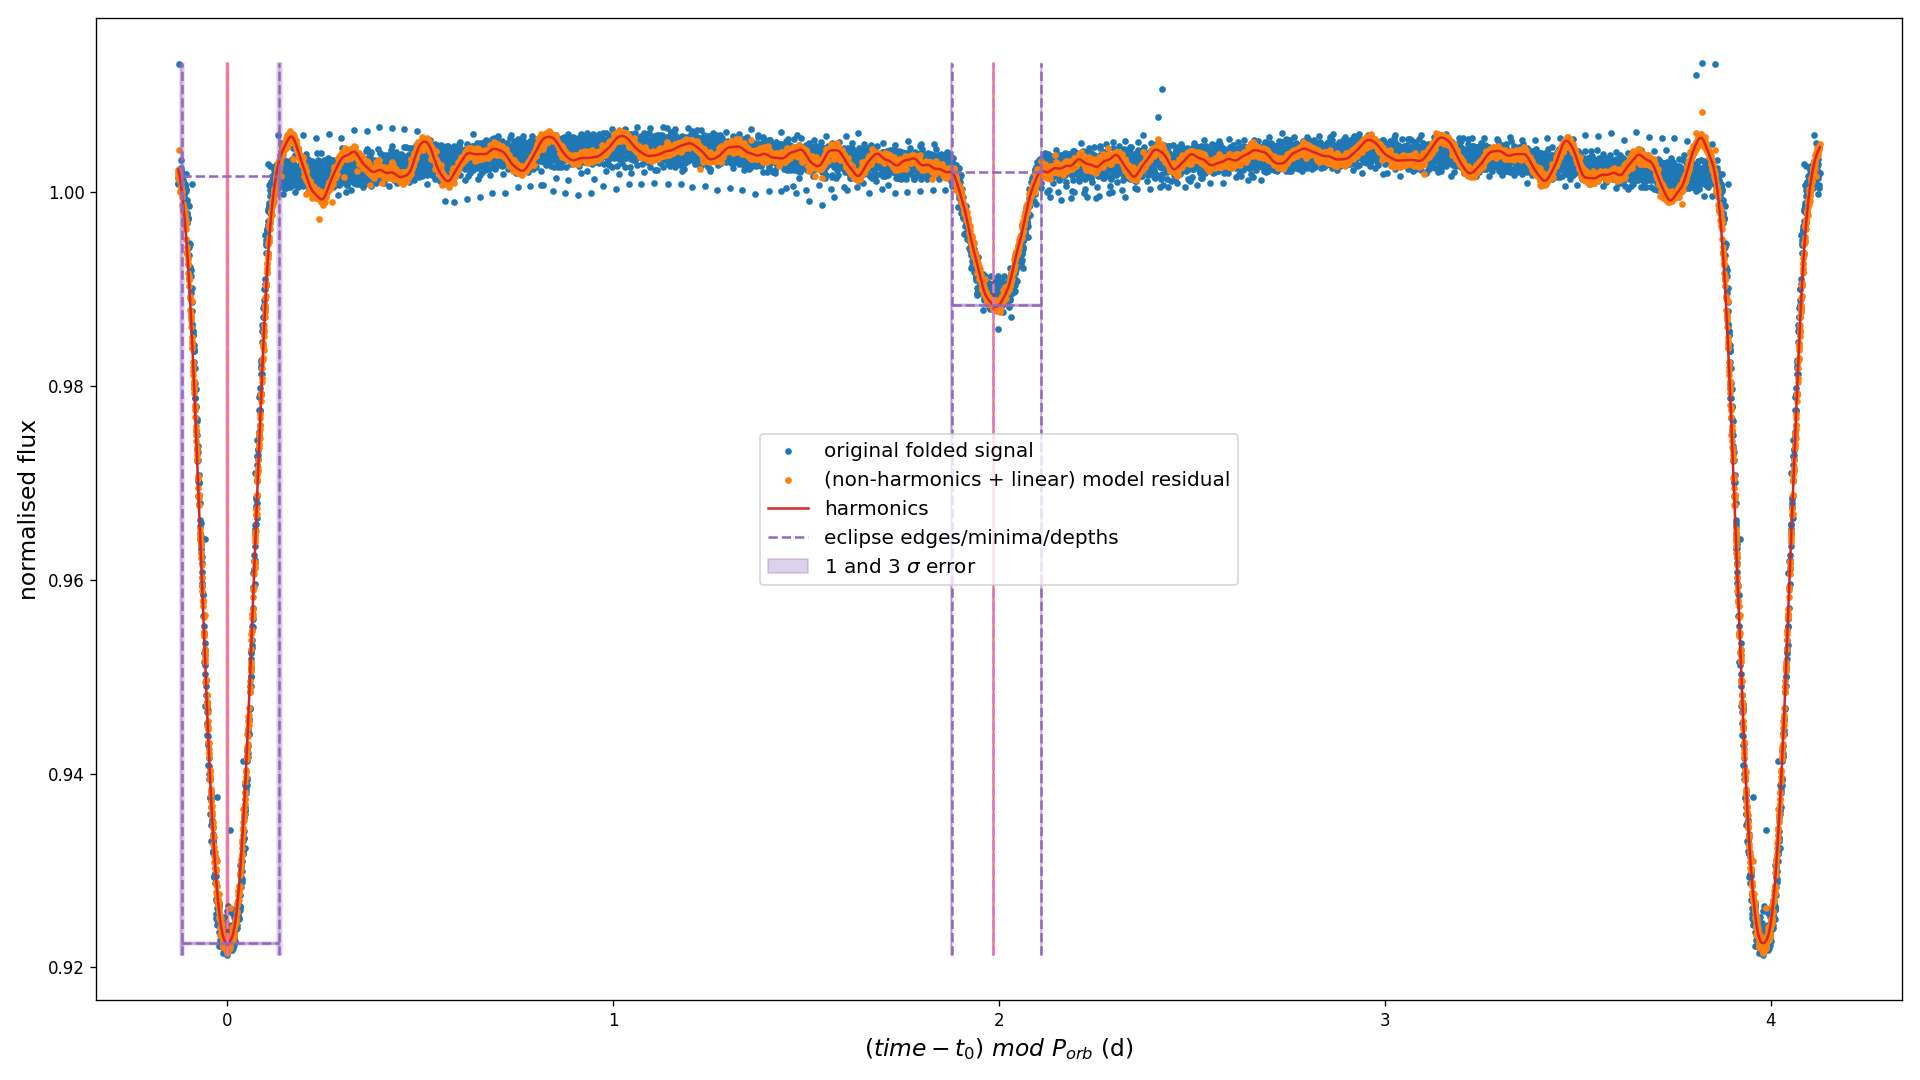 1.00
0.98
0.96
0.94
0.92
normalised flux
original folded signal
(non-harmonics + linear) model residual
harmonics
eclipse edges/minima/depths
1 and 3 σ error
0 1 2 3 4
(time − t₀) mod Pₒᵣᵦ (d)